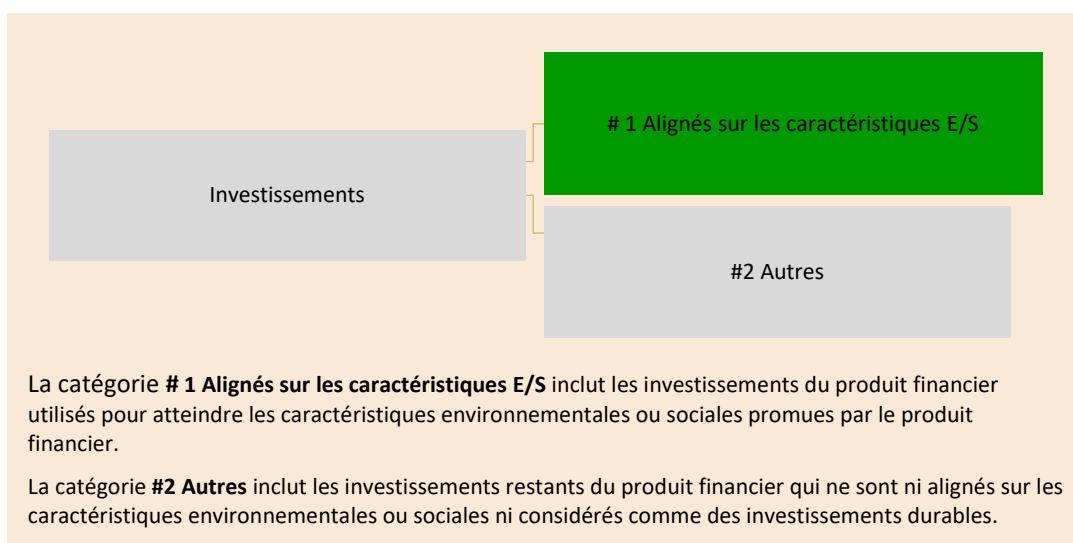 # 1 Alignés sur les caractéristiques E/S
Investissements
#2 Autres
La catégorie # 1 Alignés sur les caractéristiques E/S inclut les investissements du produit financier
utilisés pour atteindre les caractéristiques environnementales ou sociales promues par le produit
financier.
La catégorie #2 Autres inclut les investissements restants du produit financier qui ne sont ni alignés sur les
caractéristiques environnementales ou sociales ni considérés comme des investissements durables.